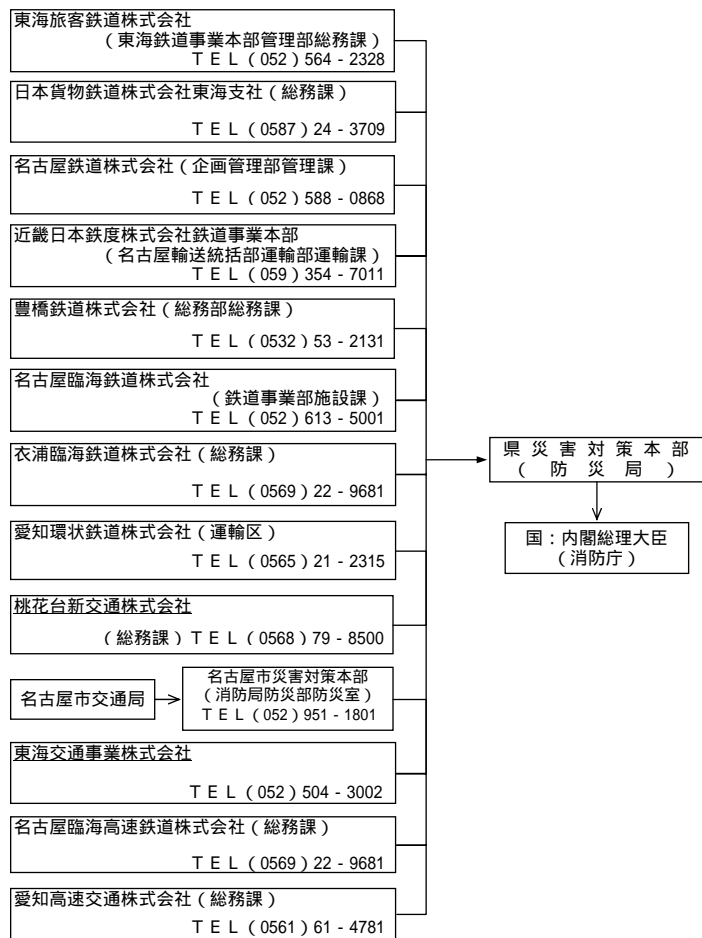 東海旅客鉄道株式会社
（東海鉄道事業本部管理部総務課）
ＴＥＬ（052）564‐2328
日本貨物鉄道株式会社東海支社（総務課）
ＴＥＬ（0587）24‐3709
名古屋鉄道株式会社（企画管理部管理課）
ＴＥＬ（052）588‐0868
近畿日本鉄度株式会社鉄道事業本部
（名古屋輸送統括部運輸部運輸課）
ＴＥＬ（059）354‐7011
豊橋鉄道株式会社（総務部総務課）
ＴＥＬ（0532）53‐2131
名古屋臨海鉄道株式会社
（鉄道事業部施設課）
ＴＥＬ（052）613‐5001
衣浦臨海鉄道株式会社（総務課）
ＴＥＬ（0569）22‐9681
愛知環状鉄道株式会社（運輸区）
ＴＥＬ（0565）21‐2315
桃花台新交通株式会社
（総務課）ＴＥＬ（0568）79‐8500
名古屋市交通局
名古屋市災害対策本部
（消防局防災部防災室）
ＴＥＬ（052）951‐1801
東海交通事業株式会社
ＴＥＬ（052）504‐3002
名古屋臨海高速鉄道株式会社（総務課）
ＴＥＬ（0569）22‐9681
愛知高速交通株式会社（総務課）
ＴＥＬ（0561）61‐4781
県災害対策本部
（防災局）
国：内閣総理大臣
（消防庁）